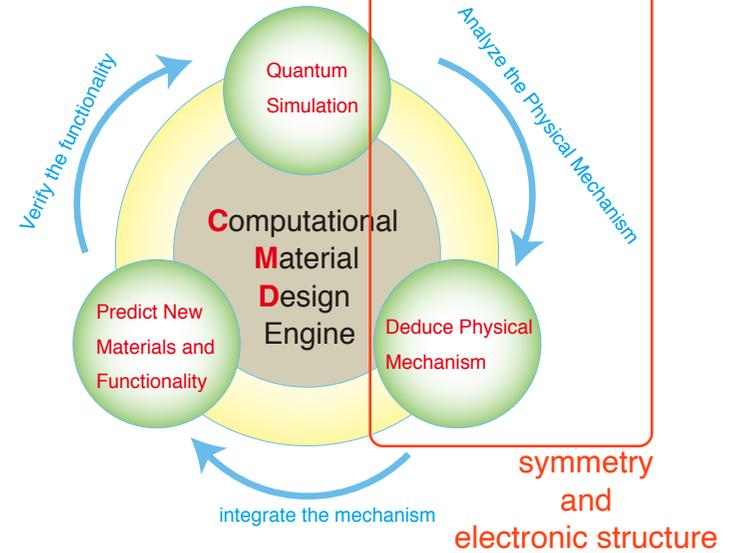 Quantum
Simulation
Analyze the Physical Mechanism
Verify the functionality
Computational
Material
Design
Engine
Predict New
Materials and
Functionality
Deduce Physical
Mechanism
integrate the mechanism
symmetry
and
electronic structure